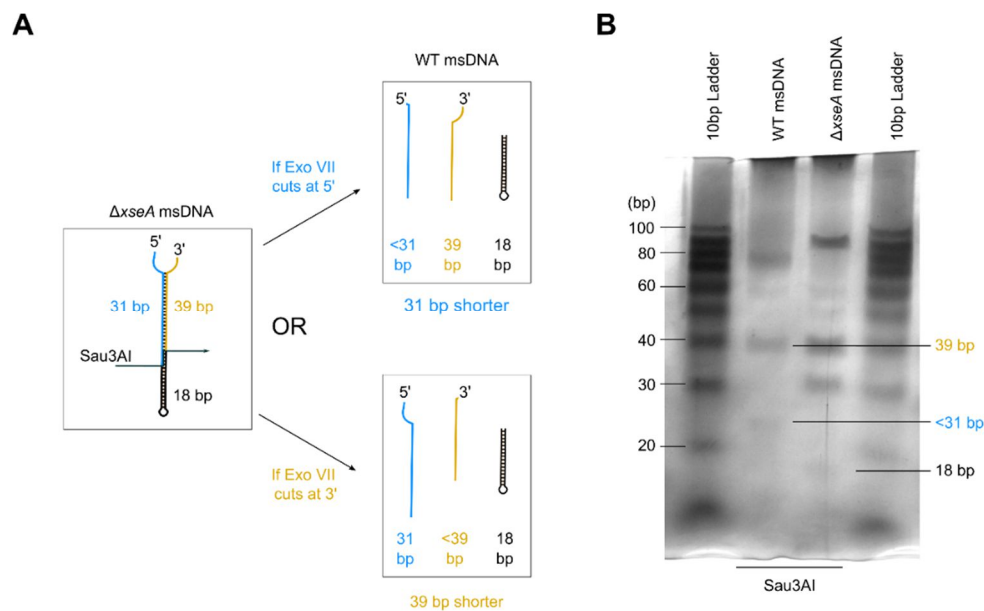 A
WT msDNA
5'
3'
If Exo VII
cuts at 5'
<31
bp
39
bp
18
bp
31 bp shorter
ΔxseA msDNA
5'
3'
31 bp
39 bp
Sau3AI
18 bp
OR
If Exo VII
cuts at 3'
5'
3'
31
bp
<39
bp
18
bp
39 bp shorter
B
10bp Ladder
WT msDNA
ΔxseA msDNA
10bp Ladder
(bp)
100
80
60
40
30
20
39 bp
<31 bp
18 bp
Sau3AI